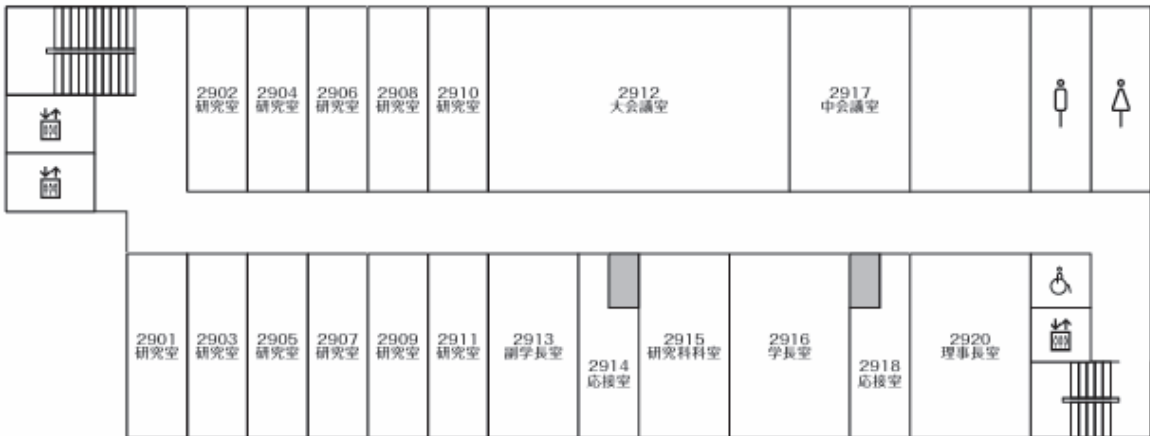 2902
研究室
2904
研究室
2906
研究室
2908
研究室
2910
研究室
2912
大会議室
2917
中会議室
2901
研究室
2903
研究室
2905
研究室
2907
研究室
2909
研究室
2911
研究室
2913
副学長室
2914
応接室
2915
研究科科室
2916
学長室
2918
応接室
2920
理事長室